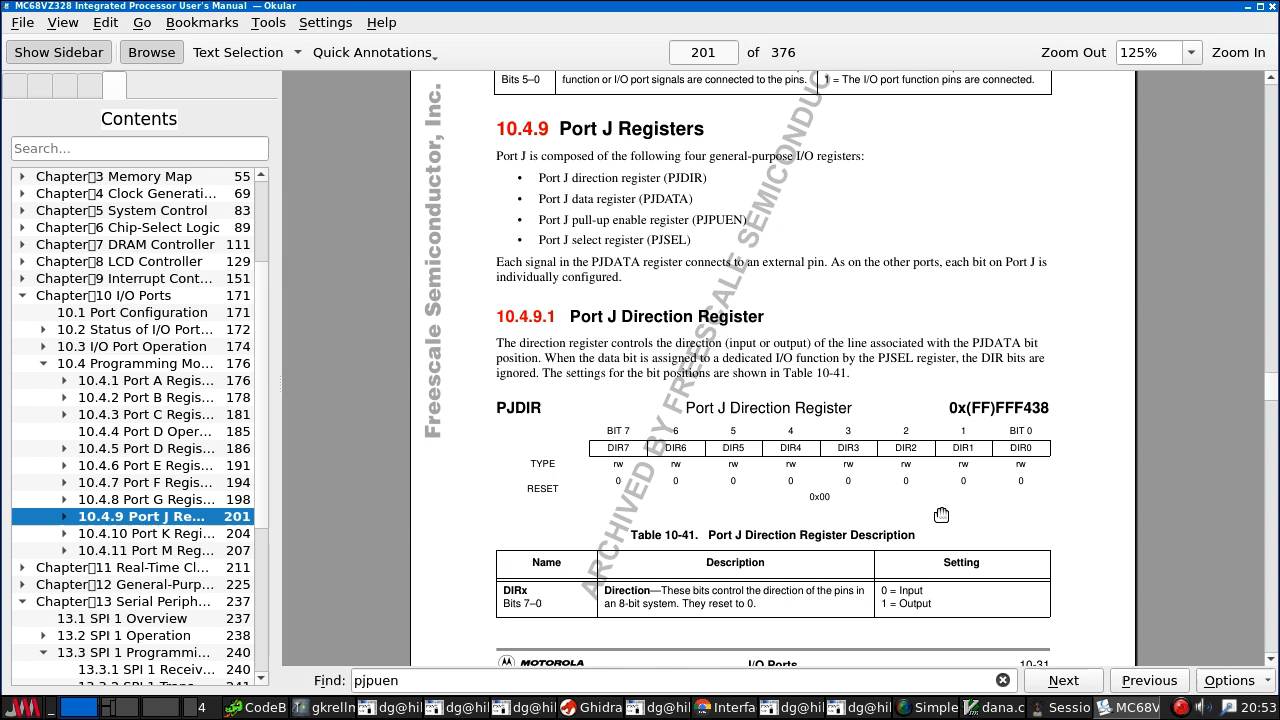 MC68VZ328 Integrated Processor User's Manual — Okular
File View Edit Go Bookmarks Tools Settings Help
Show Sidebar Browse Text Selection Quick Annotations 201 of 376 Zoom Out 125% Zoom In
Contents
Search...
Chapter 3 Memory Map 55
Chapter 4 Clock Generati... 69
Chapter 5 System Control 83
Chapter 6 Chip-Select Logic 89
Chapter 7 DRAM Controller 111
Chapter 8 LCD Controller 129
Chapter 9 Interrupt Cont... 151
Chapter 10 I/O Ports 171
10.1 Port Configuration 171
10.2 Status of I/O Port... 172
10.3 I/O Port Operation 174
10.4 Programming Mo... 176
10.4.1 Port A Regis... 176
10.4.2 Port B Regis... 178
10.4.3 Port C Regis... 181
10.4.4 Port D Oper... 185
10.4.5 Port D Regis... 186
10.4.6 Port E Regis... 191
10.4.7 Port F Regis... 194
10.4.8 Port G Regis... 198
10.4.9 Port J Re... 201
10.4.10 Port K Regi... 204
10.4.11 Port M Reg... 207
Chapter 11 Real-Time Cl... 211
Chapter 12 General-Purp... 225
Chapter 13 Serial Periph... 237
13.1 SPI 1 Overview 237
13.2 SPI 1 Operation 238
13.3 SPI 1 Programmi... 240
13.3.1 SPI 1 Receiv... 240
Freescale Semiconductor, Inc.
ARCHIVED BY FREESCALE SEMICONDUC
Bits 5–0 function or I/O port signals are connected to the pins. 1 = The I/O port function pins are connected.
10.4.9 Port J Registers
Port J is composed of the following four general-purpose I/O registers:
• Port J direction register (PJDIR)
• Port J data register (PJDATA)
• Port J pull-up enable register (PJPUEN)
• Port J select register (PJSEL)
Each signal in the PJDATA register connects to an external pin. As on the other ports, each bit on Port J is
individually configured.
10.4.9.1 Port J Direction Register
The direction register controls the direction (input or output) of the line associated with the PJDATA bit
position. When the data bit is assigned to a dedicated I/O function by the PJSEL register, the DIR bits are
ignored. The settings for the bit positions are shown in Table 10-41.
PJDIR Port J Direction Register 0x(FF)FFF438
BIT 7 6 5 4 3 2 1 BIT 0
DIR7 DIR6 DIR5 DIR4 DIR3 DIR2 DIR1 DIR0
TYPE rw rw rw rw rw rw rw rw
RESET 0 0 0 0 0 0 0 0
0x00
Table 10-41. Port J Direction Register Description
Name Description Setting
DIRx Direction—These bits control the direction of the pins in 0 = Input
Bits 7–0 an 8-bit system. They reset to 0. 1 = Output
MOTOROLA I/O Ports 10-31
Find: pjpuen Next Previous Options
4 CodeB gkrelln dg@hil dg@hil dg@hil Ghidra dg@hil Interfa dg@hil dg@hil Simple dana.c Sessio MC68V 20:53